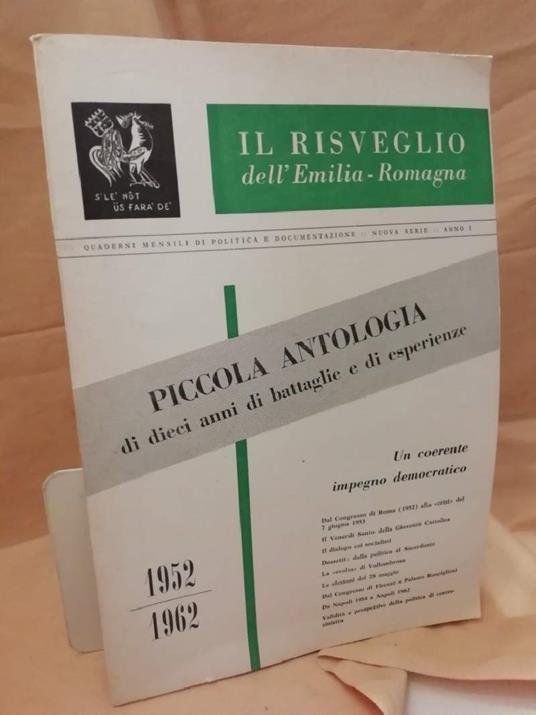 S'LE' NÔT
ÜS FARA' DE'
IL RISVEGLIO
dell'Emilia - Romagna
QUADERNI MENSILI DI POLITICA E DOCUMENTAZIONE :: NUOVA SERIE :: ANNO I
PICCOLA ANTOLOGIA
di dieci anni di battaglie e di esperienze
Un coerente
impegno democratico
Dal Congresso di Roma (1952) alla «crisi» del
7 giugno 1953
Il Venerdì Santo della Gioventù Cattolica
Il dialogo coi socialisti
Dossetti: dalla politica al Sacerdozio
La «svolta» di Vallombrosa
Le elezioni del 28 maggio
Dal Congresso di Firenze a Palazzo Rospigliosi
Da Napoli 1954 a Napoli 1962
Validità e prospettive della politica di centro-
sinistra
1952
1962